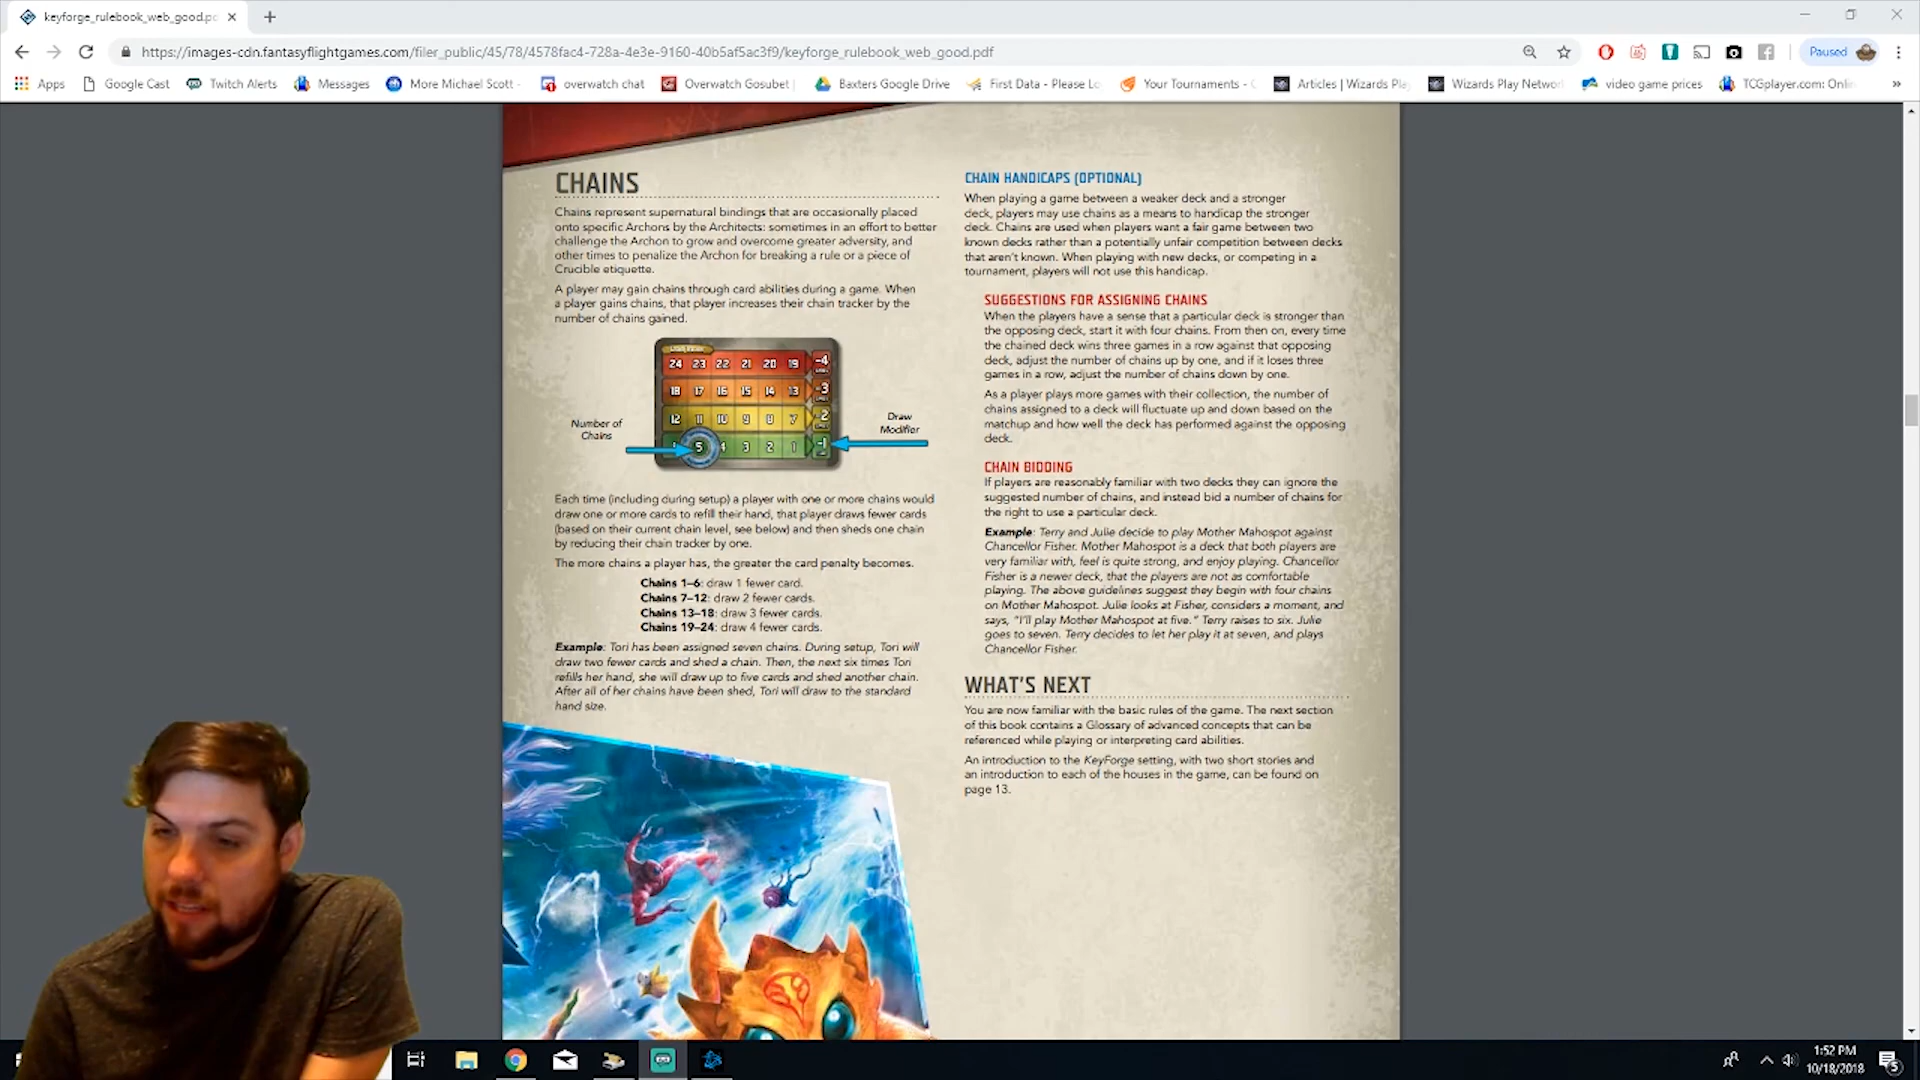 keyforge_rulebook_web_good.pc
https://images-cdn.fantasyflightgames.com/filer_public/45/78/4578fac4-728a-4e3e-9160-40b5af5ac3f9/keyforge_rulebook_web_good.pdf
Paused
Apps
Google Cast
Twitch Alerts
Messages
More Michael Scott -
overwatch chat
Overwatch Gosubet
Baxters Google Drive
First Data - Please Lo
Your Tournaments - C
Articles | Wizards Play
Wizards Play Network
video game prices
TCGplayer.com: Onlin
»
CHAINS
Chains represent supernatural bindings that are occasionally placed
onto specific Archons by the Architects: sometimes in an effort to better
challenge the Archon to grow and overcome greater adversity, and
other times to penalize the Archon for breaking a rule or a piece of
Crucible etiquette.
A player may gain chains through card abilities during a game. When
a player gains chains, that player increases their chain tracker by the
number of chains gained.
24 23 22 21 20 19 -4
18 17 16 15 14 13 -3
12 11 10 9 8 7 -2
5 4 3 2 1 -1
Number of
Chains
Draw
Modifier
Each time (including during setup) a player with one or more chains would
draw one or more cards to refill their hand, that player draws fewer cards
(based on their current chain level, see below) and then sheds one chain
by reducing their chain tracker by one.
The more chains a player has, the greater the card penalty becomes.
Chains 1–6: draw 1 fewer card.
Chains 7–12: draw 2 fewer cards.
Chains 13–18: draw 3 fewer cards.
Chains 19–24: draw 4 fewer cards.
Example: Tori has been assigned seven chains. During setup, Tori will
draw two fewer cards and shed a chain. Then, the next six times Tori
refills her hand, she will draw up to five cards and shed another chain.
After all of her chains have been shed, Tori will draw to the standard
hand size.
CHAIN HANDICAPS (OPTIONAL)
When playing a game between a weaker deck and a stronger
deck, players may use chains as a means to handicap the stronger
deck. Chains are used when players want a fair game between two
known decks rather than a potentially unfair competition between decks
that aren't known. When playing with new decks, or competing in a
tournament, players will not use this handicap.
SUGGESTIONS FOR ASSIGNING CHAINS
When the players have a sense that a particular deck is stronger than
the opposing deck, start it with four chains. From then on, every time
the chained deck wins three games in a row against that opposing
deck, adjust the number of chains up by one, and if it loses three
games in a row, adjust the number of chains down by one.
As a player plays more games with their collection, the number of
chains assigned to a deck will fluctuate up and down based on the
matchup and how well the deck has performed against the opposing
deck.
CHAIN BIDDING
If players are reasonably familiar with two decks they can ignore the
suggested number of chains, and instead bid a number of chains for
the right to use a particular deck.
Example: Terry and Julie decide to play Mother Mahospot against
Chancellor Fisher. Mother Mahospot is a deck that both players are
very familiar with, feel is quite strong, and enjoy playing. Chancellor
Fisher is a newer deck, that the players are not as comfortable
playing. The above guidelines suggest they begin with four chains
on Mother Mahospot. Julie looks at Fisher, considers a moment, and
says, "I'll play Mother Mahospot at five." Terry raises to six. Julie
goes to seven. Terry decides to let her play it at seven, and plays
Chancellor Fisher.
WHAT'S NEXT
You are now familiar with the basic rules of the game. The next section
of this book contains a Glossary of advanced concepts that can be
referenced while playing or interpreting card abilities.
An introduction to the KeyForge setting, with two short stories and
an introduction to each of the houses in the game, can be found on
page 13.
1:52 PM
10/18/2018
5